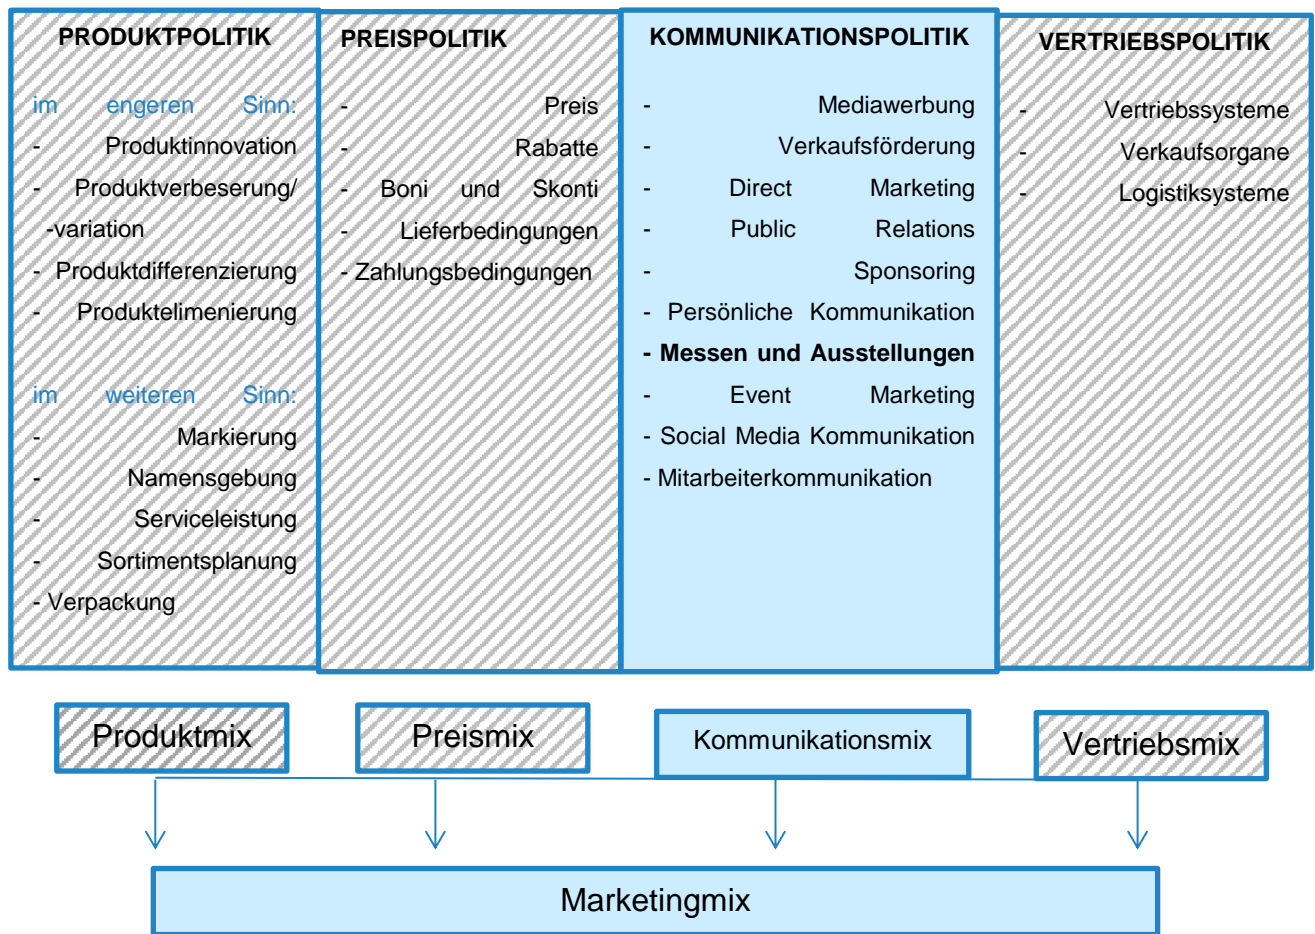 PRODUKTPOLITIK
im engeren Sinn:
- Produktinnovation
- Produktverbeserung/
-variation
- Produktdifferenzierung
- Produktelimenierung
im weiteren Sinn:
- Markierung
- Namensgebung
- Serviceleistung
- Sortimentsplanung
- Verpackung
PREISPOLITIK
- Preis
- Rabatte
- Boni und Skonti
- Lieferbedingungen
- Zahlungsbedingungen
KOMMUNIKATIONSPOLITIK
- Mediawerbung
- Verkaufsförderung
- Direct Marketing
- Public Relations
- Sponsoring
- Persönliche Kommunikation
- Messen und Ausstellungen
- Event Marketing
- Social Media Kommunikation
- Mitarbeiterkommunikation
VERTRIEBSPOLITIK
- Vertriebssysteme
- Verkaufsorgane
- Logistiksysteme
Produktmix
Preismix
Kommunikationsmix
Vertriebsmix
Marketingmix